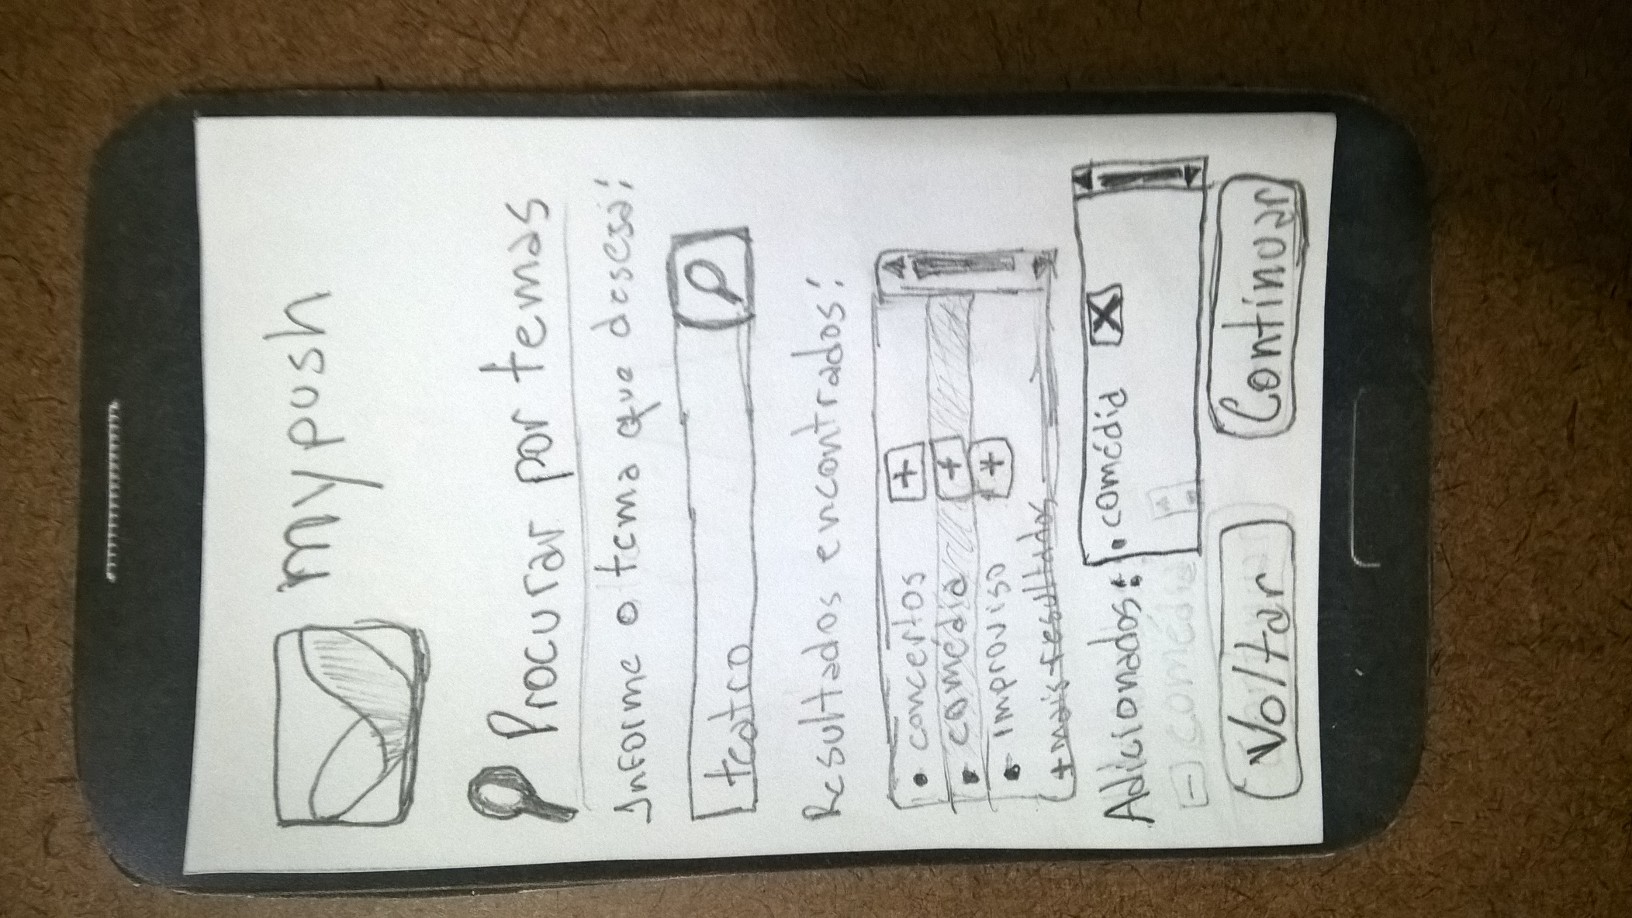 mypush
Procurar por temas
Informe o tema que deseja:
teatro
Resultados encontrados:
• concertos +
• comédia +
• improviso +
+ mais resultados
Adicionados: • comédia X
- comédia
Voltar Continuar